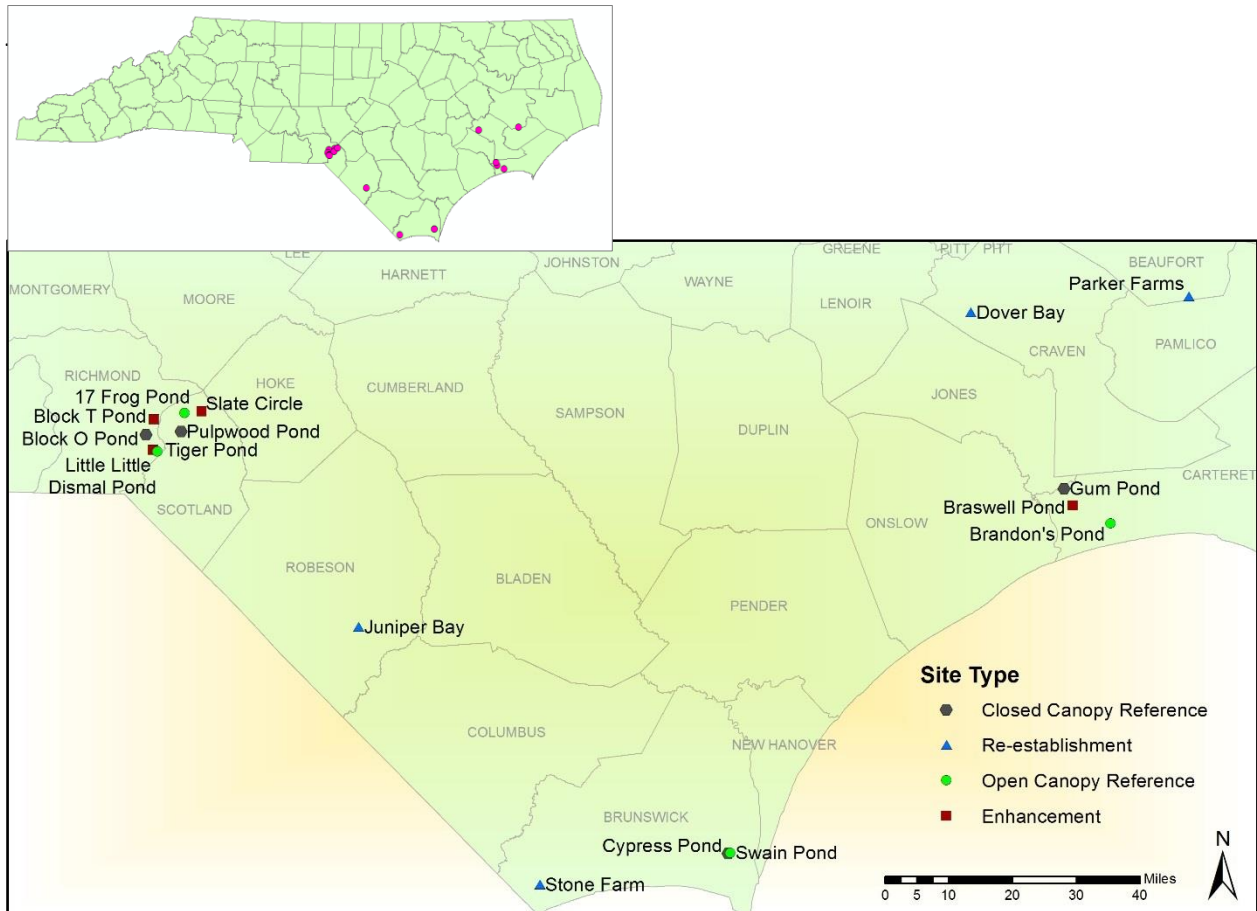 LEE
HARNETT
JOHNSTON
WAYNE
GREENE
PITT
PITT
BEAUFORT
MONTGOMERY
MOORE
LENOIR
Parker Farms
Dover Bay
CRAVEN
PAMLICO
RICHMOND
HOKE
CUMBERLAND
SAMPSON
DUPLIN
JONES
17 Frog Pond
Slate Circle
Block T Pond
Pulpwood Pond
Block O Pond
Tiger Pond
Little Little
Dismal Pond
SCOTLAND
CARTERET
Gum Pond
Braswell Pond
ONSLOW
Brandon's Pond
ROBESON
BLADEN
PENDER
Juniper Bay
COLUMBUS
NEW HANOVER
BRUNSWICK
Cypress Pond
Swain Pond
Stone Farm
Site Type
Closed Canopy Reference
Re-establishment
Open Canopy Reference
Enhancement
N
Miles
0 5 10 20 30 40